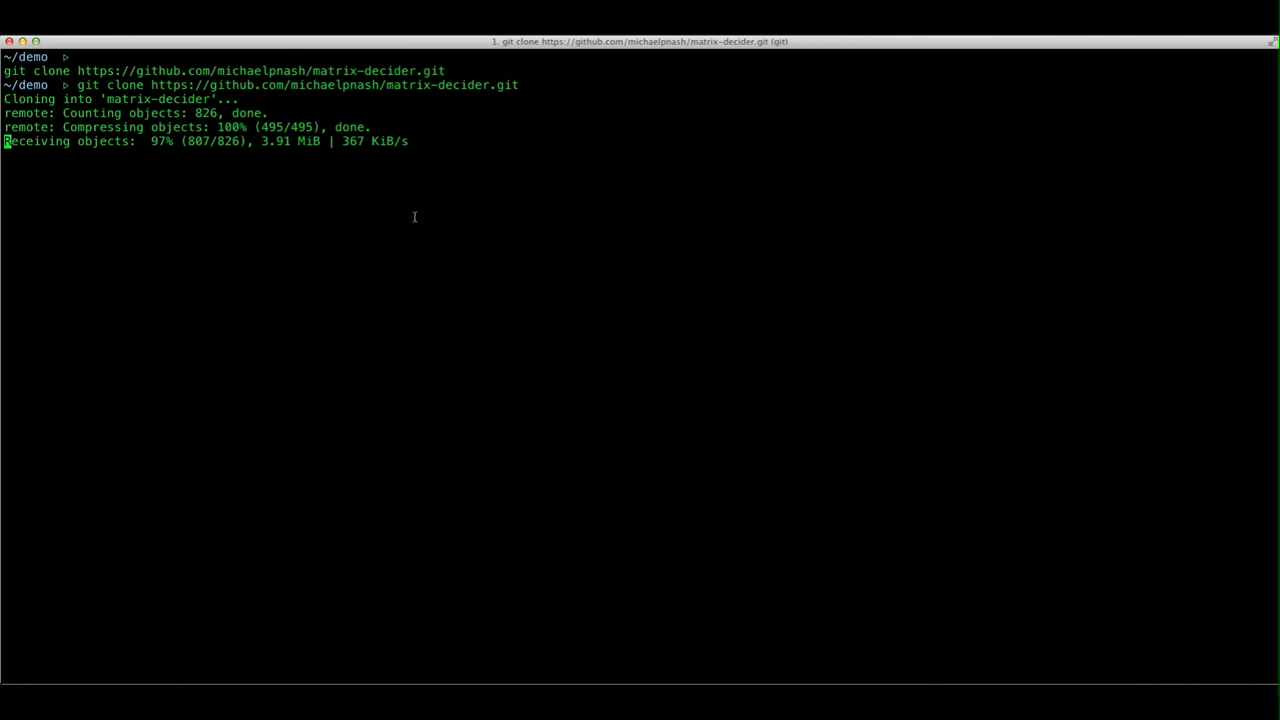 1. git clone https://github.com/michaelpnash/matrix-decider.git (git)
~/demo ▹
git clone https://github.com/michaelpnash/matrix-decider.git
~/demo ▹ git clone https://github.com/michaelpnash/matrix-decider.git
Cloning into 'matrix-decider'...
remote: Counting objects: 826, done.
remote: Compressing objects: 100% (495/495), done.
Receiving objects:  97% (807/826), 3.91 MiB | 367 KiB/s